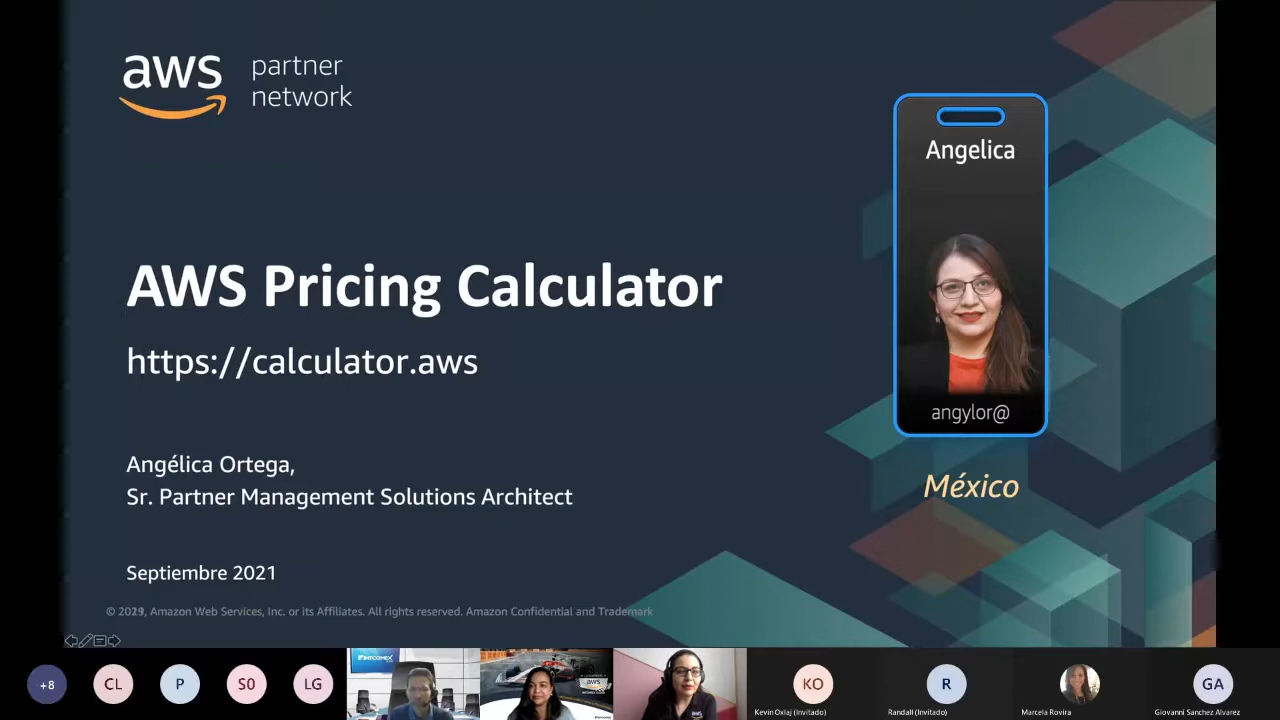 aws
partner
network
Angelica
AWS Pricing Calculator
https://calculator.aws
angylor@
Angélica Ortega,
Sr. Partner Management Solutions Architect
México
Septiembre 2021
Amazon Web Services, Inc. or its Affiliates. All rights reserved. Amazon Confidential and Trademark
+8
CL
P
S0
LG
INTCOMEX
aws
KO
R
GA
Kevin Oxlaj (Invitado)
Randall (Invitado)
Marcela Rovira
Giovanni Sanchez Alvarez